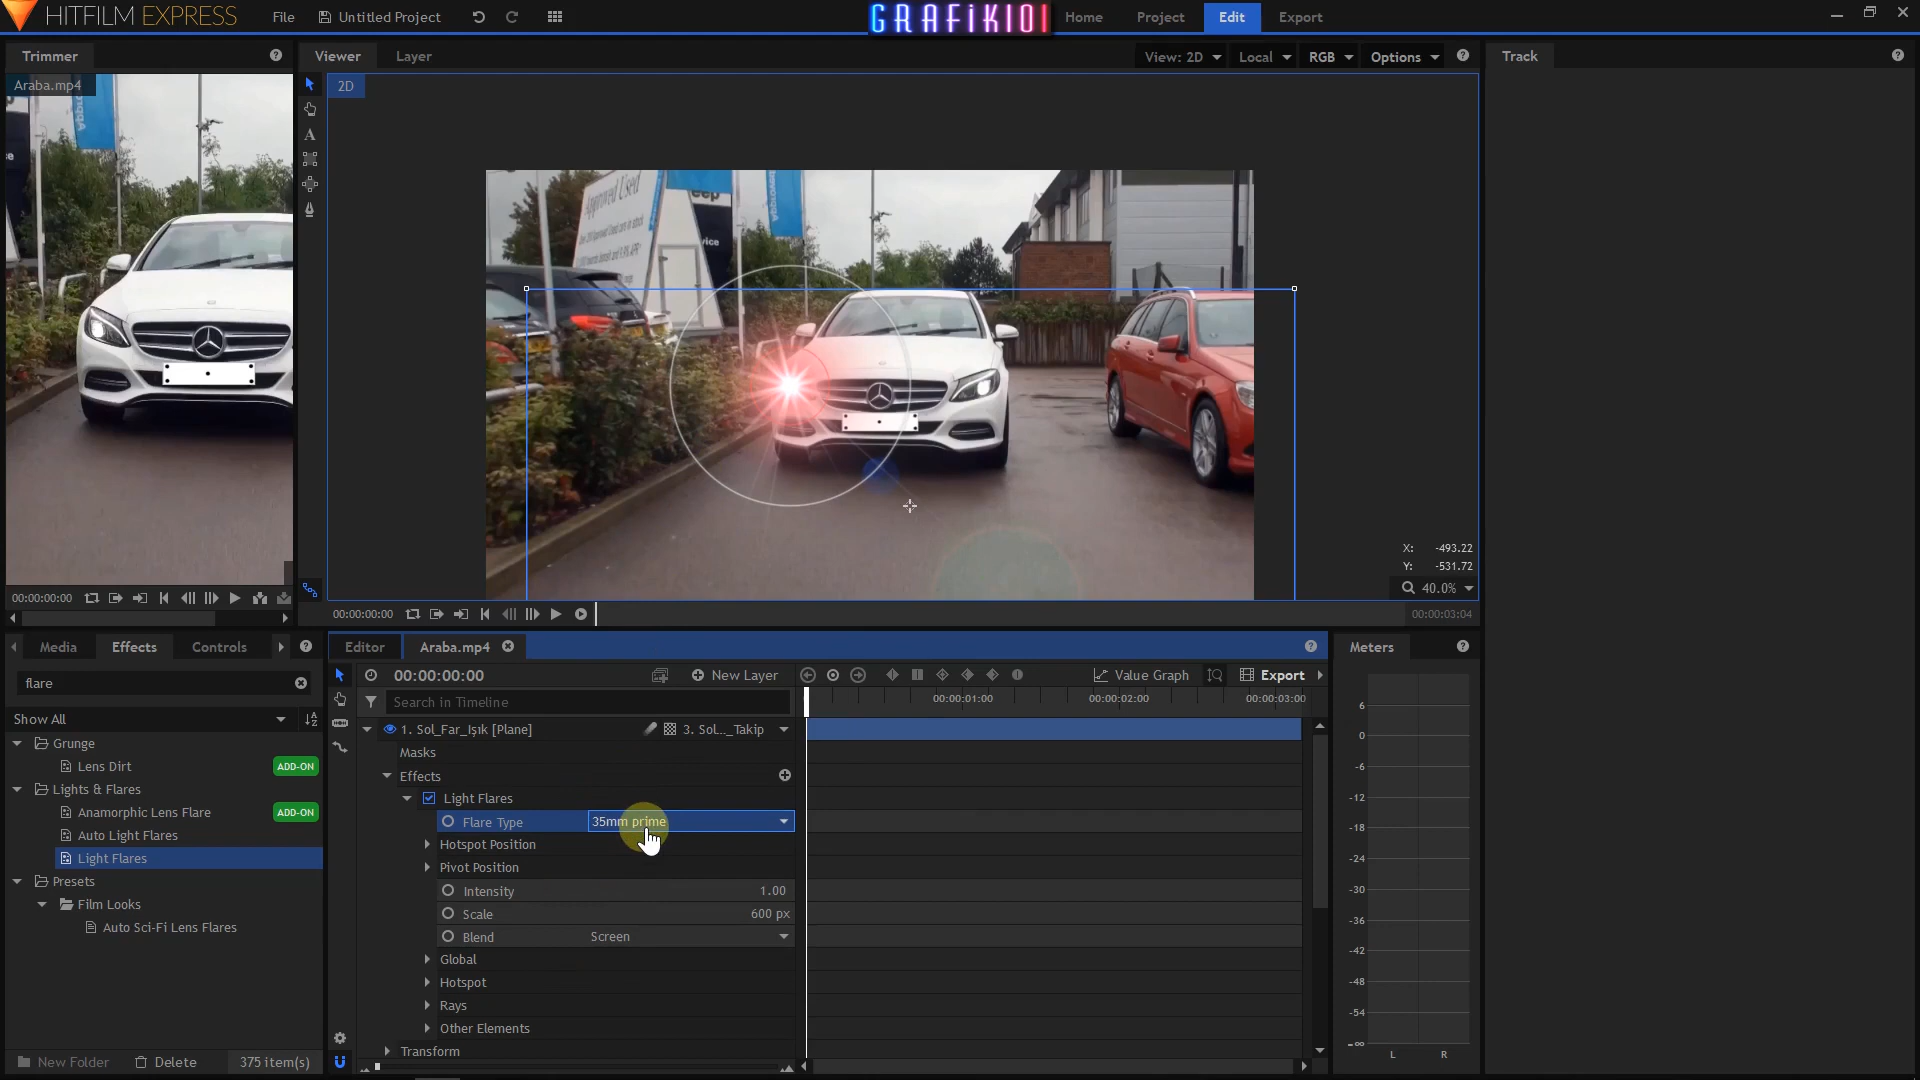 HITFILM EXPRESS
File
Untitled Project
GRAFiK101
Home
Project
Edit
Export
Trimmer
Araba.mp4
Viewer
Layer
View: 2D
Local
RGB
Options
Track
2D
Approved Used
eep
vice
X: -493.22
Y: -531.72
40.0%
00:00:00:00
00:00:00:00
00:00:03:04
Media
Effects
Controls
flare
Show All
Grunge
Lens Dirt
ADD-ON
Lights & Flares
Anamorphic Lens Flare
ADD-ON
Auto Light Flares
Light Flares
Presets
Film Looks
Auto Sci-Fi Lens Flares
New Folder
Delete
375 item(s)
Editor
Araba.mp4
00:00:00:00
New Layer
Value Graph
Export
Search in Timeline
00:00:01:00
00:00:02:00
00:00:03:00
1. Sol_Far_Işık [Plane]
3. Sol..._Takip
Masks
Effects
Light Flares
Flare Type
35mm prime
Hotspot Position
Pivot Position
Intensity
1.00
Scale
600 px
Blend
Screen
Global
Hotspot
Rays
Other Elements
Transform
Meters
6
0
-6
-12
-18
-24
-30
-36
-42
-48
-54
-∞
L
R